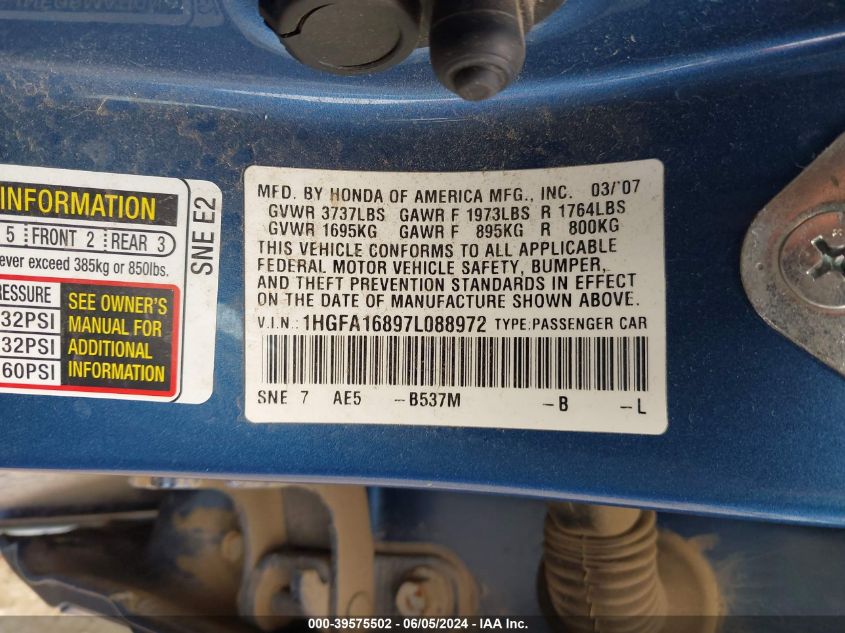 INFORMATION
5 FRONT 2 REAR 3
ever exceed 385kg or 850lbs.
RESSURE
32PSI
32PSI
60PSI
SEE OWNER'S
MANUAL FOR
ADDITIONAL
INFORMATION
SNE E2
MFD. BY HONDA OF AMERICA MFG., INC. 03/'07
GVWR 3737LBS GAWR F 1973LBS R 1764LBS
GVWR 1695KG GAWR F 895KG R 800KG
THIS VEHICLE CONFORMS TO ALL APPLICABLE
FEDERAL MOTOR VEHICLE SAFETY, BUMPER,
AND THEFT PREVENTION STANDARDS IN EFFECT
ON THE DATE OF MANUFACTURE SHOWN ABOVE.
V.I.N.: 1HGFA16897L088972 TYPE:PASSENGER CAR
SNE 7 AE5 -B537M -B -L
000-39575502 - 06/05/2024 - IAA Inc.